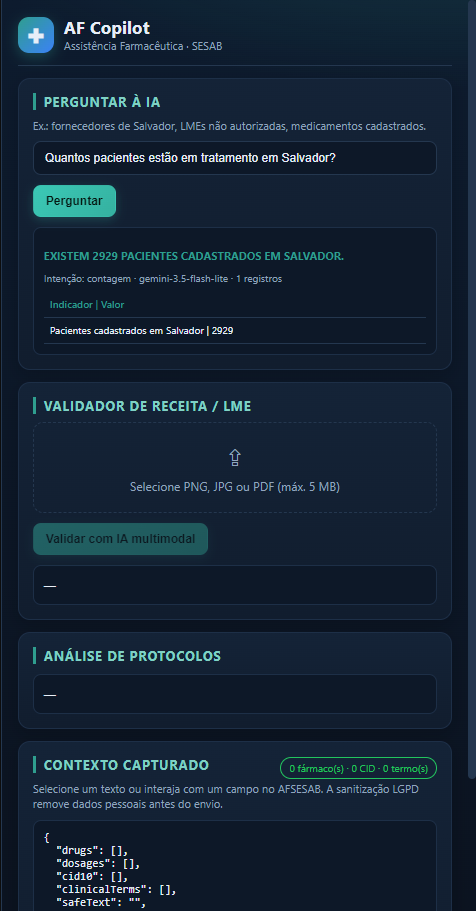 AF Copilot
Assistência Farmacêutica · SESAB
PERGUNTAR À IA
Ex.: fornecedores de Salvador, LMEs não autorizadas, medicamentos cadastrados.
Quantos pacientes estão em tratamento em Salvador?
Perguntar
EXISTEM 2929 PACIENTES CADASTRADOS EM SALVADOR.
Intenção: contagem · gemini-3.5-flash-lite · 1 registros
Indicador | Valor
Pacientes cadastrados em Salvador | 2929
VALIDADOR DE RECEITA / LME
Selecione PNG, JPG ou PDF (máx. 5 MB)
Validar com IA multimodal
—
ANÁLISE DE PROTOCOLOS
—
CONTEXTO CAPTURADO
0 fármaco(s) · 0 CID · 0 termo(s)
Selecione um texto ou interaja com um campo no AFSESAB. A sanitização LGPD
remove dados pessoais antes do envio.
{
"drugs": [],
"dosages": [],
"cid10": [],
"clinicalTerms": [],
"safeText": "",